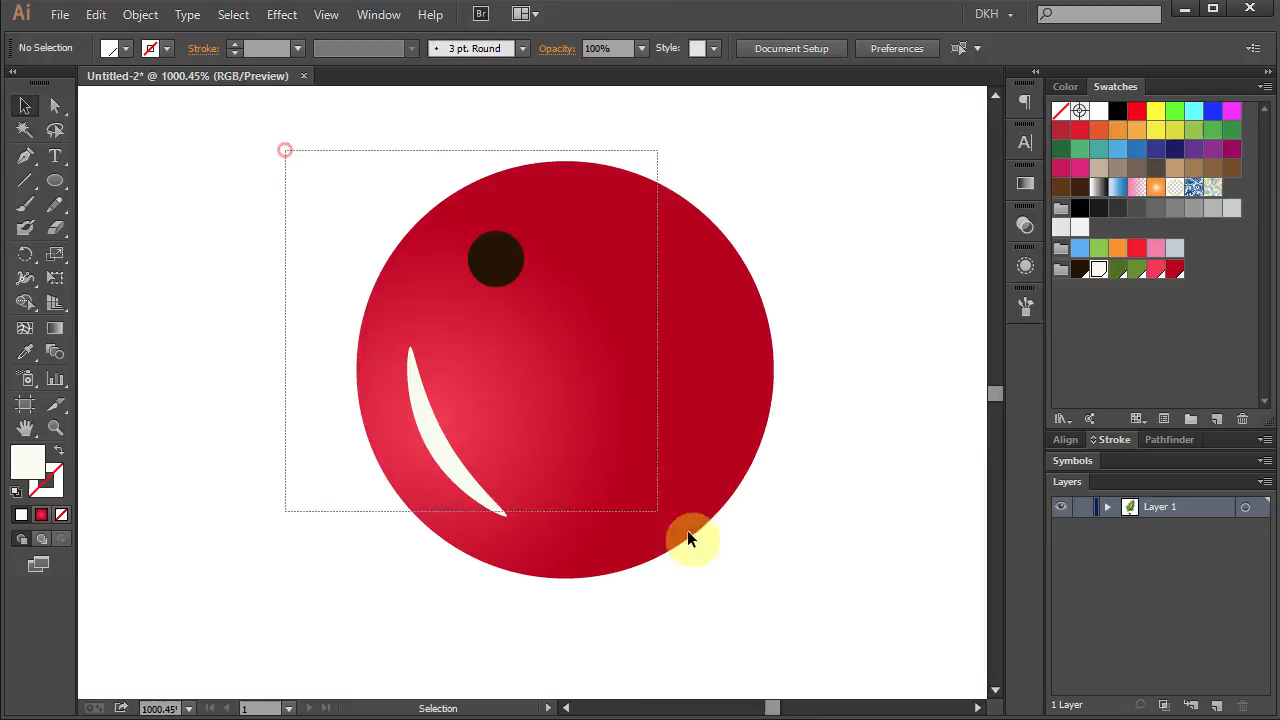 Ai File Edit Object Type Select Effect View Window Help Br DKH
No Selection Stroke: 3 pt. Round Opacity: 100% Style: Document Setup Preferences
Untitled-2* @ 1000.45% (RGB/Preview) ×
Color Swatches
Align Stroke Pathfinder
Symbols
Layers
Layer 1
1 Layer
1000.45% 1 Selection